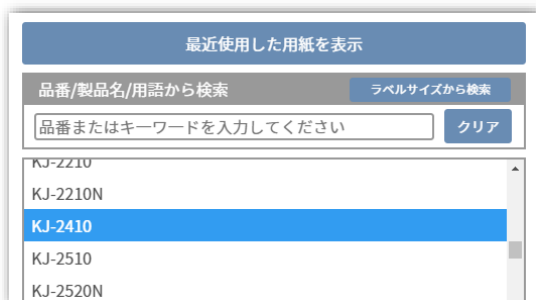 最近使用した用紙を表示
品番/製品名/用語から検索
ラベルサイズから検索
品番またはキーワードを入力してください
クリア
KJ-2210
KJ-2210N
KJ-2410
KJ-2510
KJ-2520N